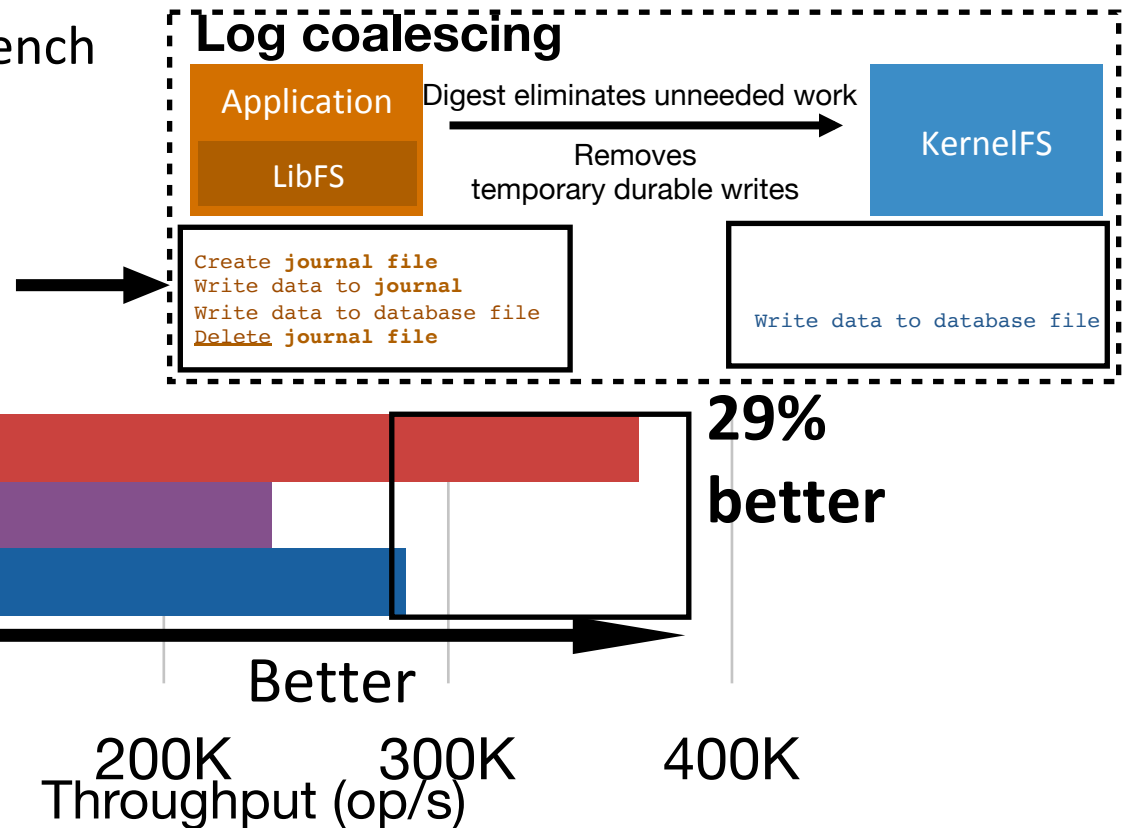 ench
Log coalescing
Application
LibFS
Digest eliminates unneeded work
Removes
temporary durable writes
KernelFS
Create journal file
Write data to journal
Write data to database file
Delete journal file
Write data to database file
29%
better
Better
200K
300K
400K
Throughput (op/s)